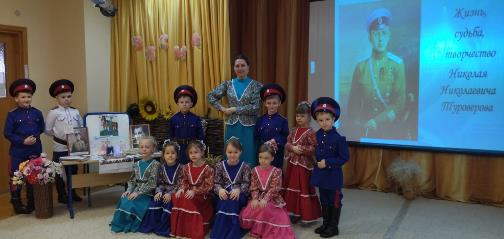 Жизнь,
судьба,
творчество
Николая
Николаевича
Туроверова